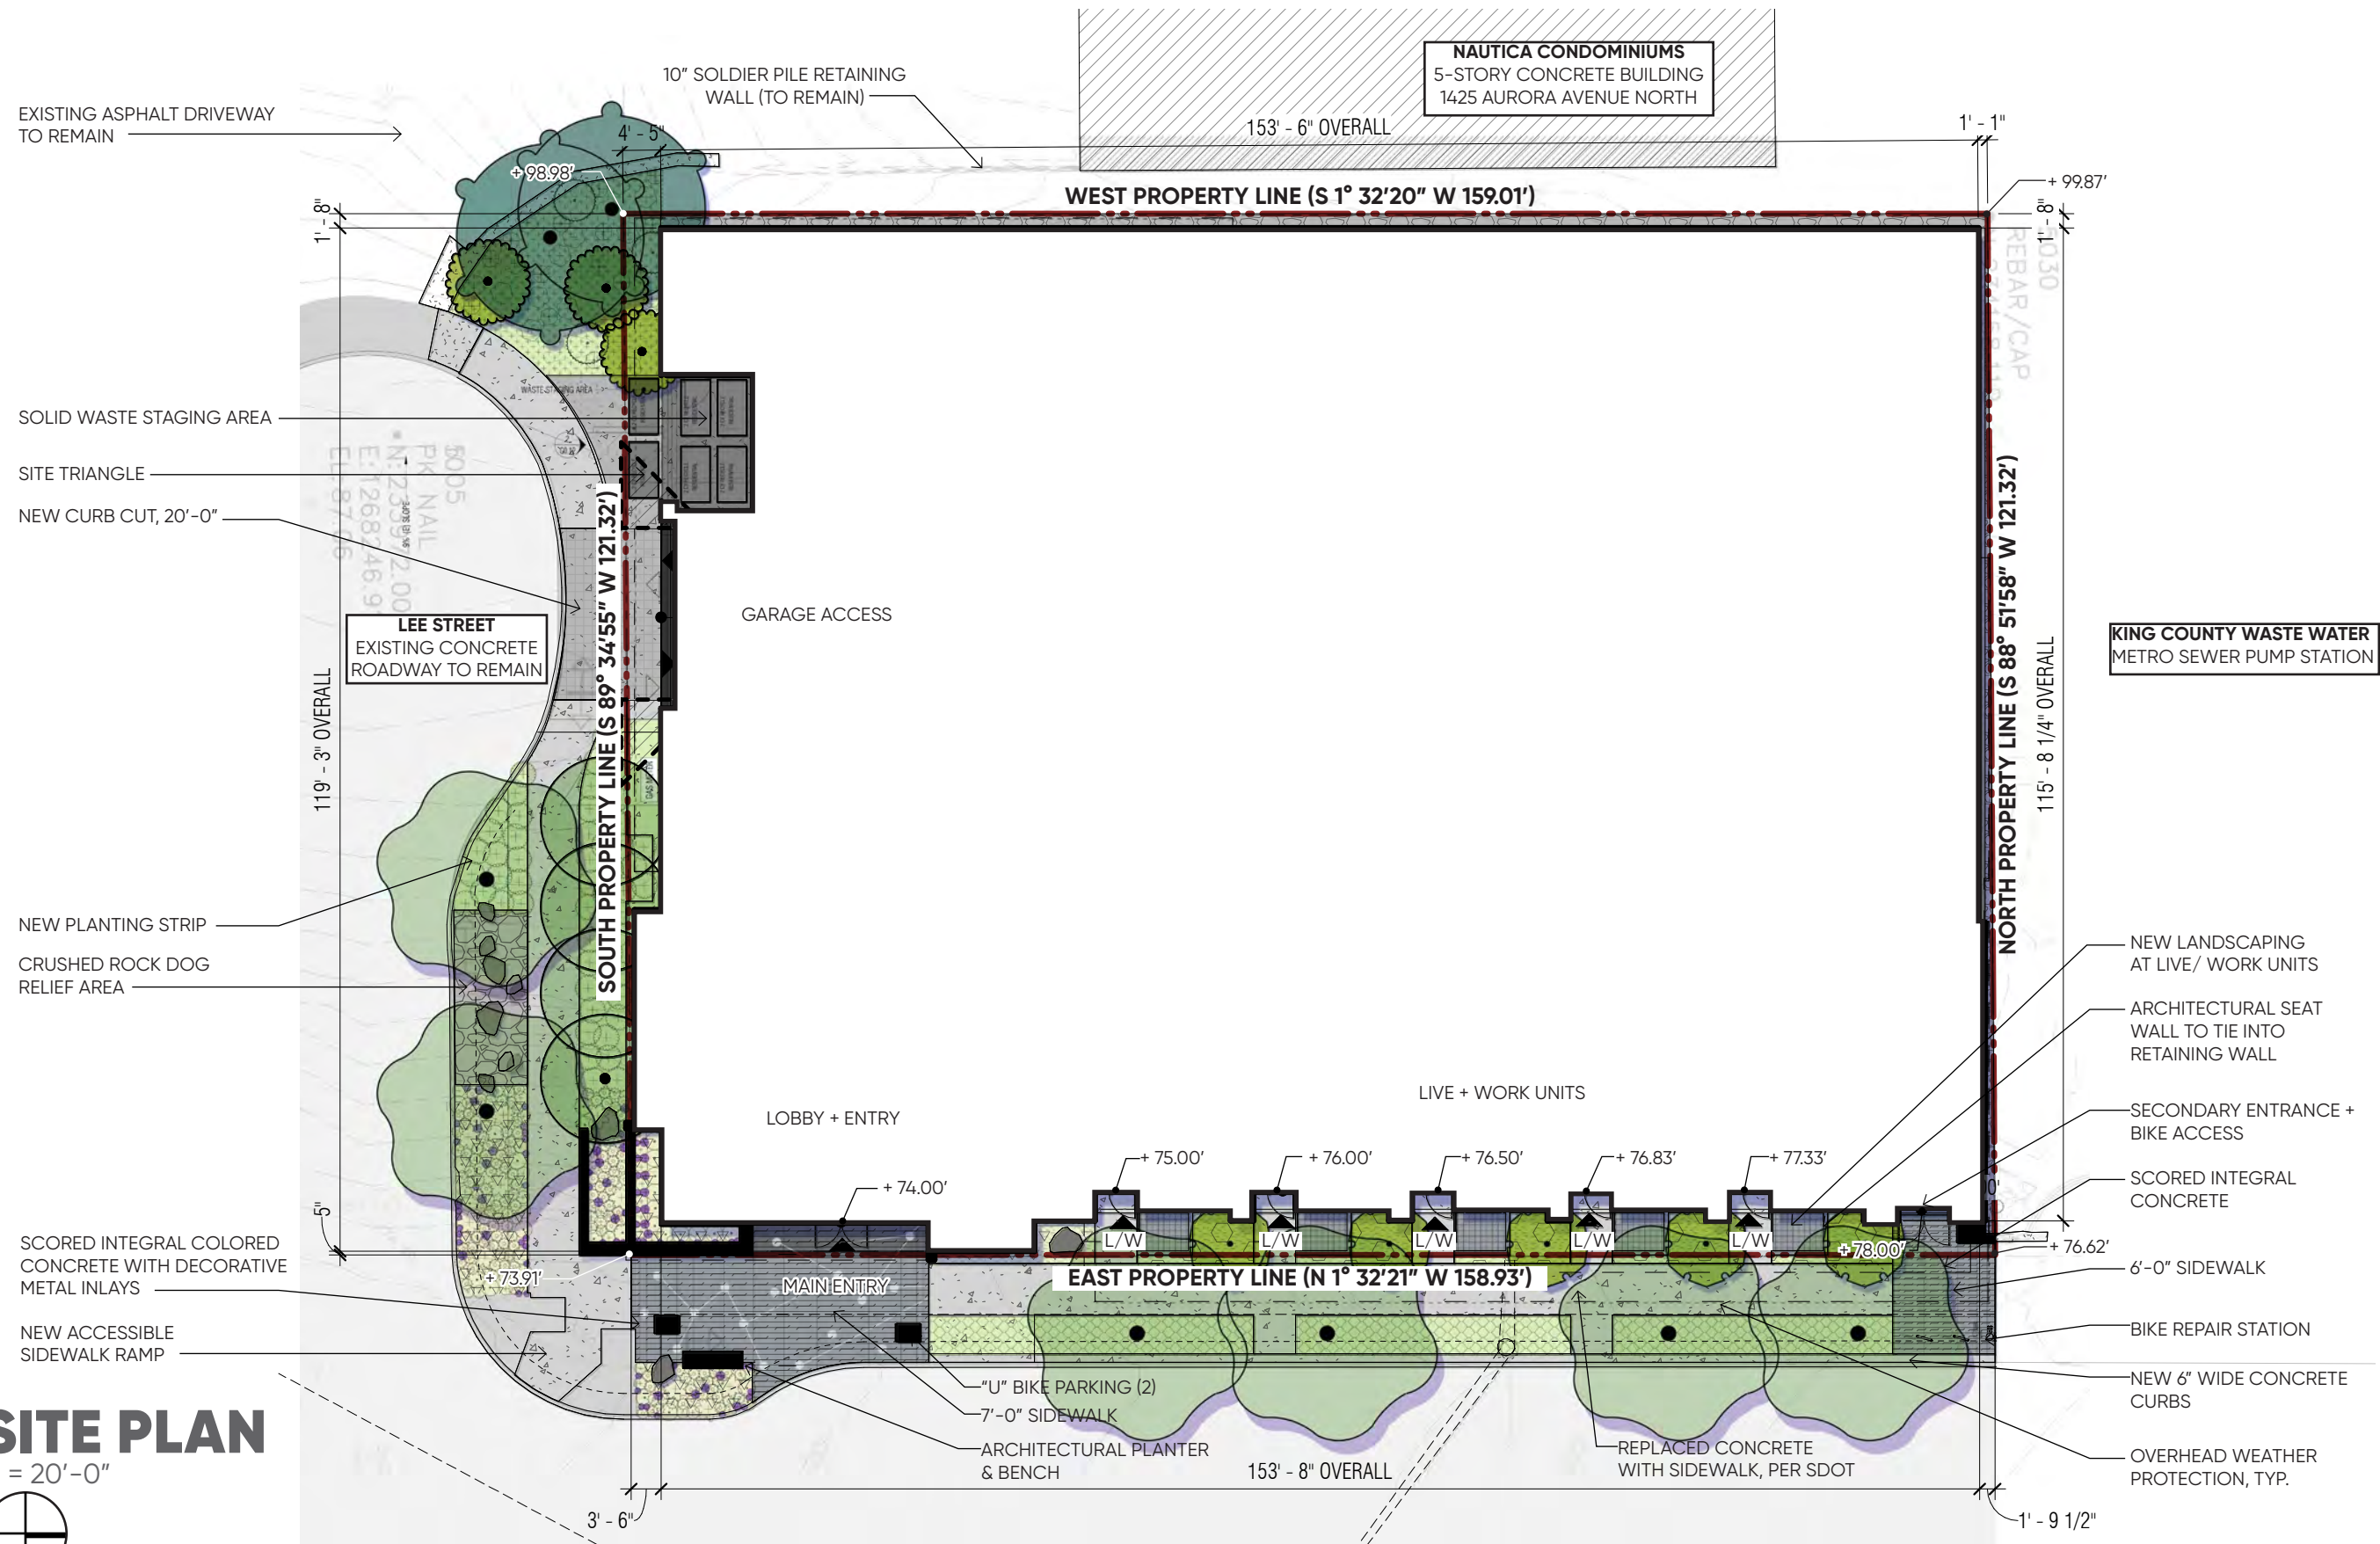 NAUTICA CONDOMINIUMS
5-STORY CONCRETE BUILDING
1425 AURORA AVENUE NORTH
10" SOLDIER PILE RETAINING
WALL (TO REMAIN)
EXISTING ASPHALT DRIVEWAY
TO REMAIN
4' - 5"
153' - 6" OVERALL
1' - 1"
+ 98.98'
+ 99.87'
WEST PROPERTY LINE (S 1° 32'20" W 159.01')
1' - 8"
1' - 8"
5030
REBAR/CAP
WASTE STAGING AREA
SOLID WASTE STAGING AREA
SITE TRIANGLE
NEW CURB CUT, 20'-0"
5005
PK NAIL
GARAGE ACCESS
LEE STREET
EXISTING CONCRETE
ROADWAY TO REMAIN
SOUTH PROPERTY LINE (S 89° 34'55" W 121.32')
NORTH PROPERTY LINE (S 88° 51'58" W 121.32')
KING COUNTY WASTE WATER
METRO SEWER PUMP STATION
119' - 3" OVERALL
115' - 8 1/4" OVERALL
GAS METER
NEW PLANTING STRIP
CRUSHED ROCK DOG
RELIEF AREA
NEW LANDSCAPING
AT LIVE/ WORK UNITS
ARCHITECTURAL SEAT
WALL TO TIE INTO
RETAINING WALL
SECONDARY ENTRANCE +
BIKE ACCESS
SCORED INTEGRAL
CONCRETE
LIVE + WORK UNITS
LOBBY + ENTRY
+ 75.00'
+ 76.00'
+ 76.50'
+ 76.83'
+ 77.33'
+ 74.00'
5"
L/W
L/W
L/W
L/W
L/W
+ 78.00'
+ 76.62'
SCORED INTEGRAL COLORED
CONCRETE WITH DECORATIVE
METAL INLAYS
+ 73.91'
MAIN ENTRY
EAST PROPERTY LINE (N 1° 32'21" W 158.93')
6'-0" SIDEWALK
NEW ACCESSIBLE
SIDEWALK RAMP
BIKE REPAIR STATION
"U" BIKE PARKING (2)
7'-0" SIDEWALK
ARCHITECTURAL PLANTER
& BENCH
NEW 6" WIDE CONCRETE
CURBS
REPLACED CONCRETE
WITH SIDEWALK, PER SDOT
OVERHEAD WEATHER
PROTECTION, TYP.
153' - 8" OVERALL
3' - 6"
1' - 9 1/2"
SITE PLAN
= 20'-0"